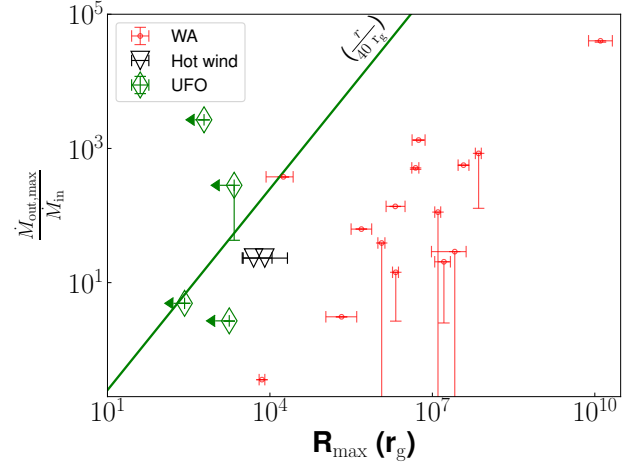 10^5
10^3
10^1
WA
Hot wind
UFO
(r/40 r_g)
Ṁ_out,max/Ṁ_in
10^1
10^4
10^7
10^10
R_max (r_g)